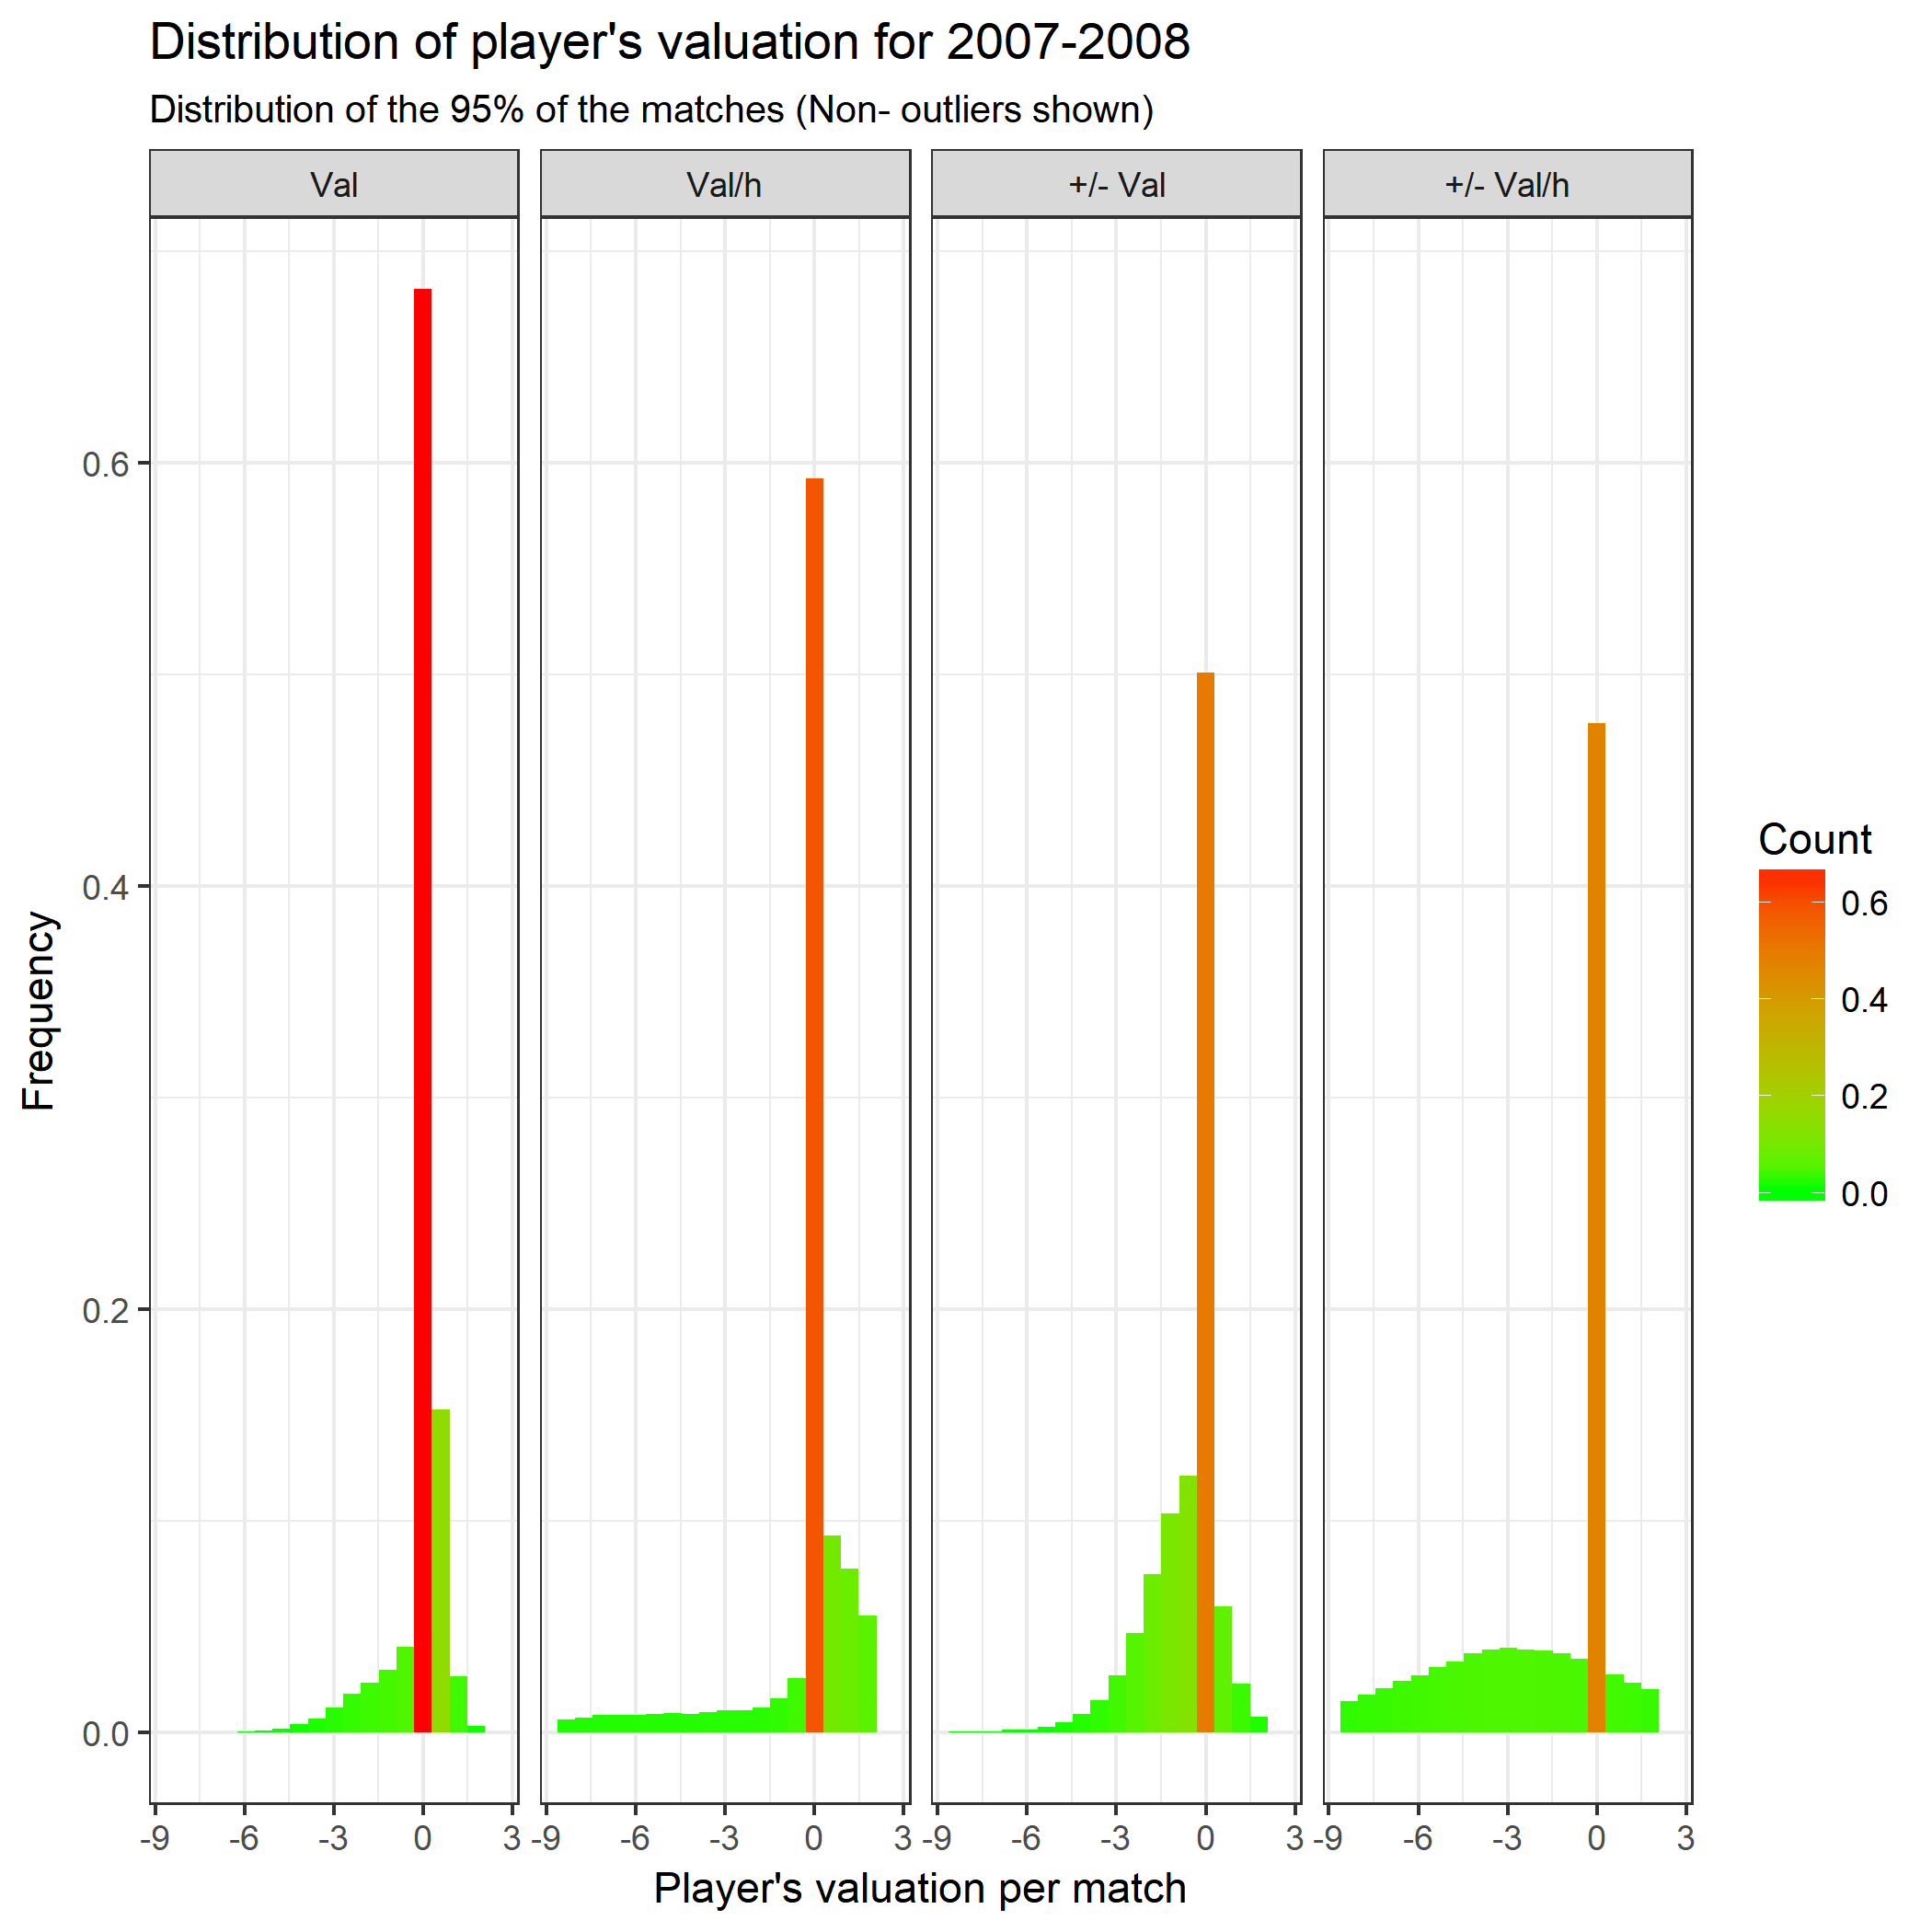 Distribution of player's valuation for 2007-2008
Distribution of the 95% of the matches (Non- outliers shown)
Val Val/h +/- Val +/- Val/h
0.6
0.4
0.2
0.0
Frequency
-9 -6 -3 0 3 -9 -6 -3 0 3 -9 -6 -3 0 3 -9 -6 -3 0 3
Player's valuation per match
Count
0.6
0.4
0.2
0.0